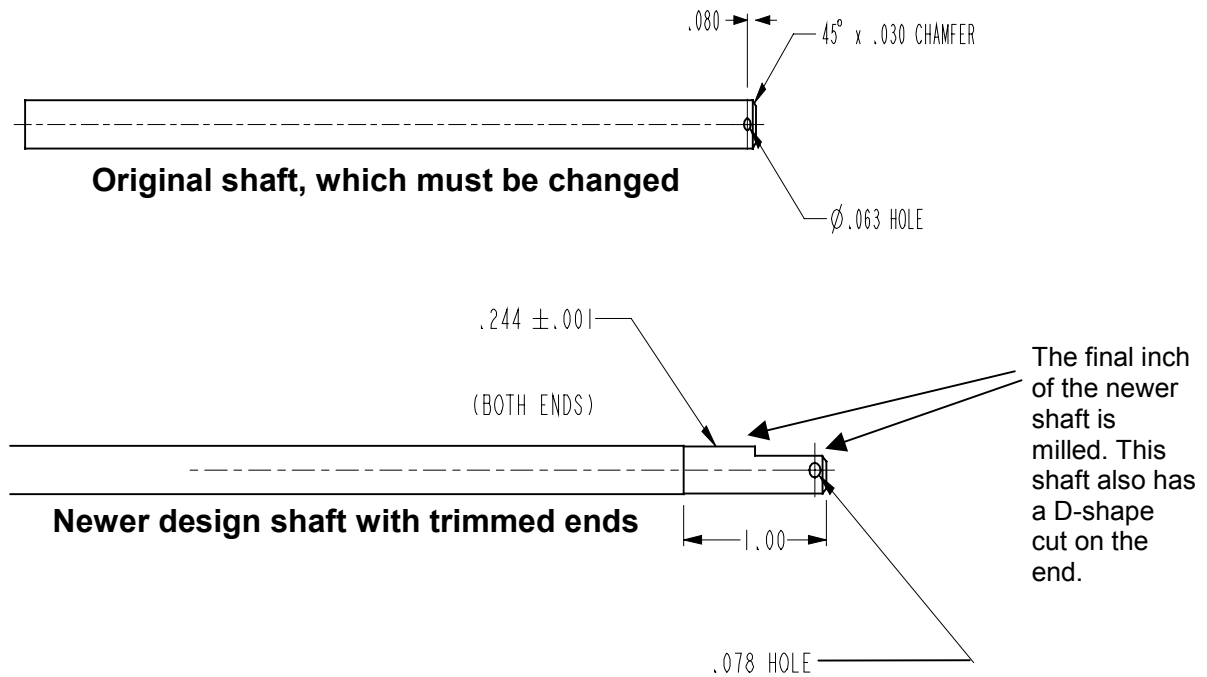 .080
45° x .030 CHAMFER
Original shaft, which must be changed
Ø.063 HOLE
.244 ±.001
(BOTH ENDS)
The final inch
of the newer
shaft is
milled. This
shaft also has
a D-shape
cut on the
end.
Newer design shaft with trimmed ends
1.00
.078 HOLE